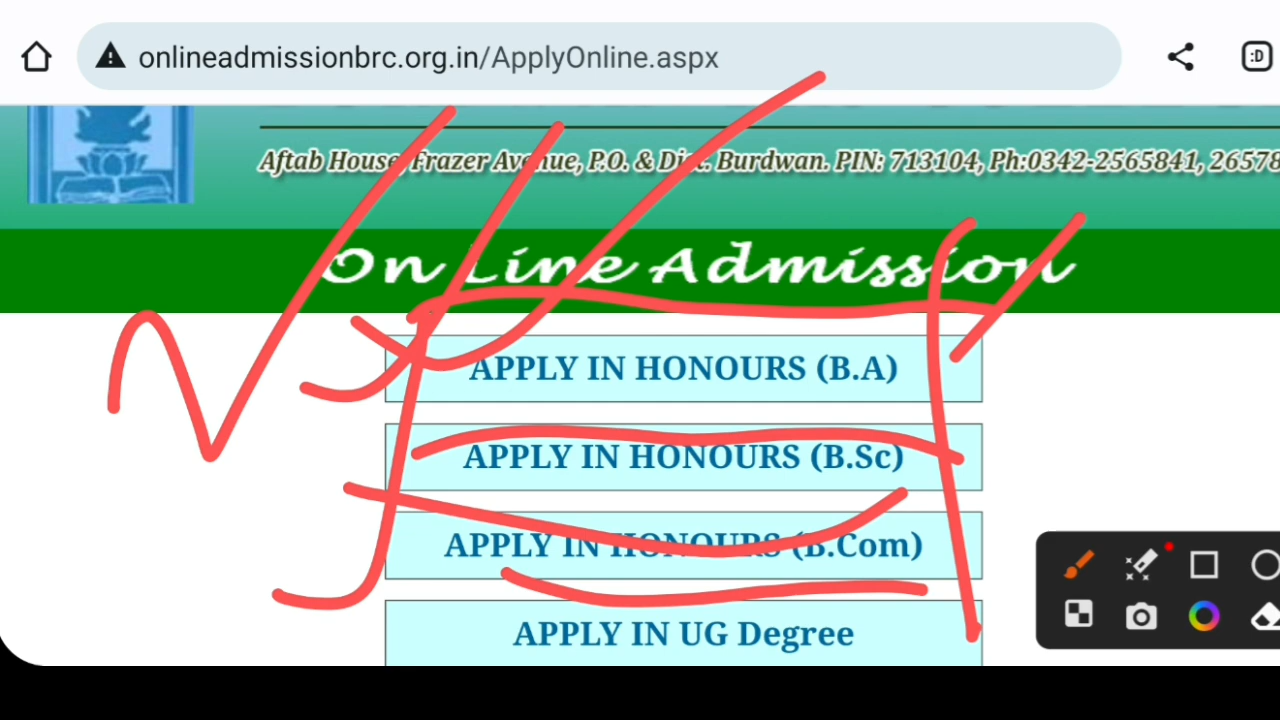 onlineadmissionbrc.org.in/ApplyOnline.aspx
:D
Aftab House, Frazer Avenue, P.O. & Dist. Burdwan. PIN: 713104, Ph:0342-2565841, 26578
On Line Admission
APPLY IN HONOURS (B.A)
APPLY IN HONOURS (B.Sc)
APPLY IN HONOURS (B.Com)
APPLY IN UG Degree